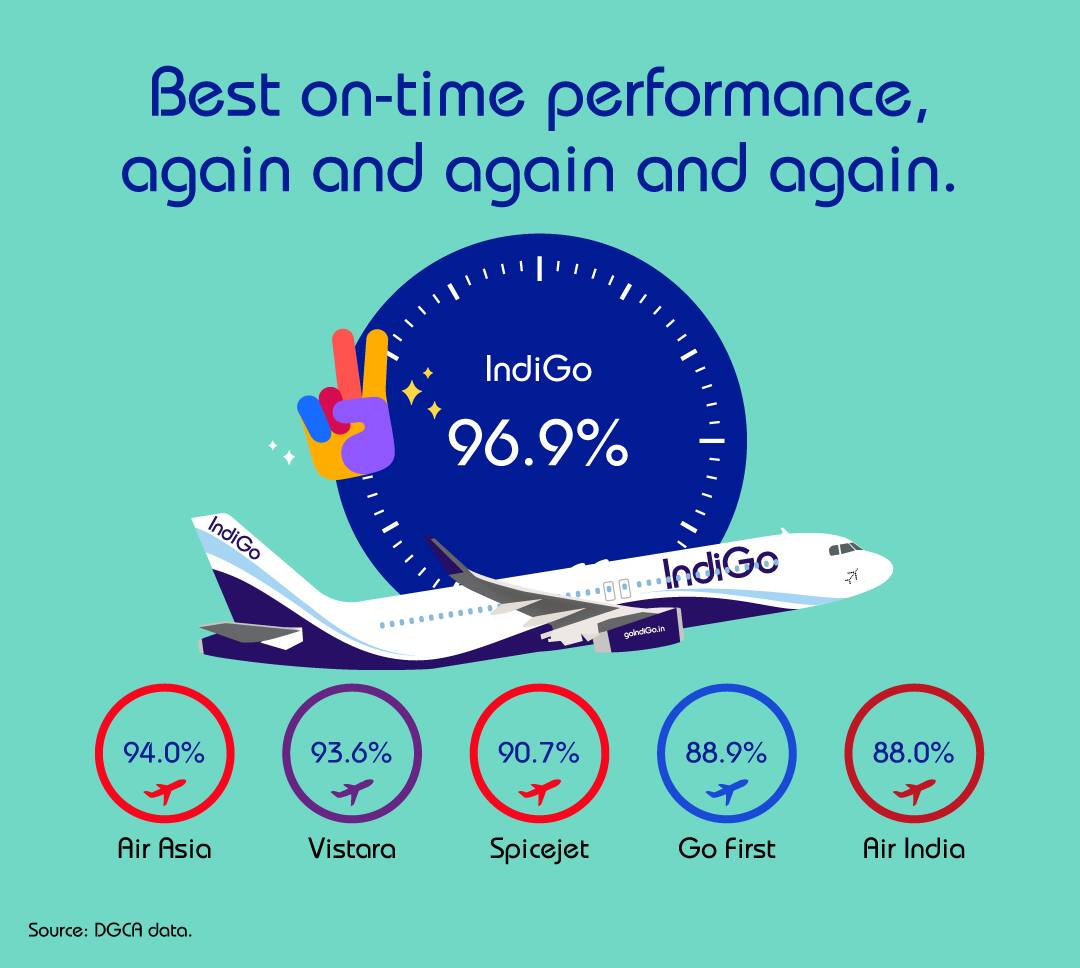 Best on-time performance,
again and again and again.
IndiGo
96.9%
IndiGo
IndiGo
goIndiGo.in
94.0%
93.6%
90.7%
88.9%
88.0%
Air Asia
Vistara
Spicejet
Go First
Air India
Source: DGCA data.